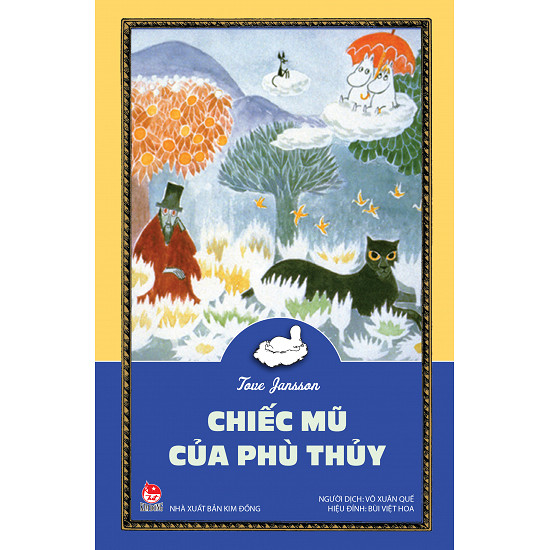 Tove Jansson
CHIẾC MŨ
CỦA PHÙ THỦY
NGƯỜI DỊCH: VÕ XUÂN QUẾ
HIỆU ĐÍNH: BÙI VIỆT HOA
NHÀ XUẤT BẢN KIM ĐỒNG